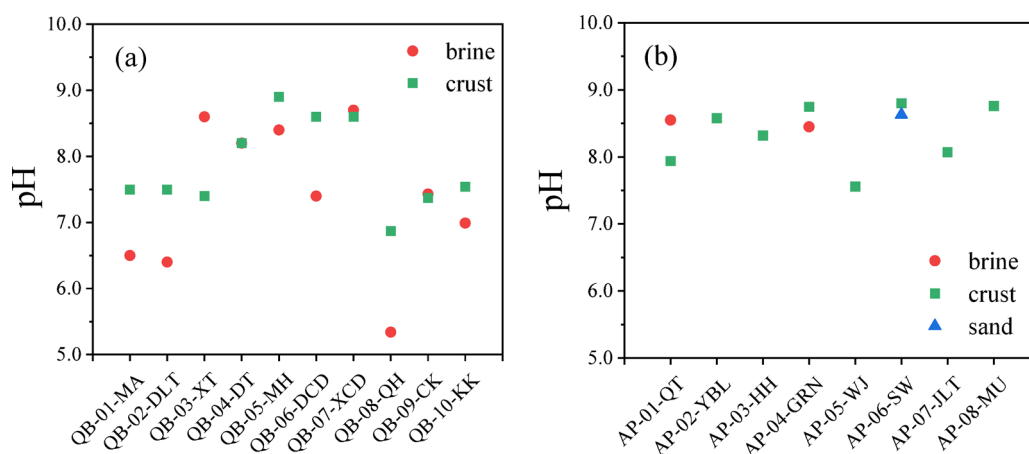 (a)
brine
crust
pH
10.0
9.0
8.0
7.0
6.0
5.0
QB-01-MA
QB-02-DLT
QB-03-XT
QB-04-DT
QB-05-MH
QB-06-DCD
QB-07-XCD
QB-08-QH
QB-09-CK
QB-10-KK
(b)
pH
10.0
9.0
8.0
7.0
6.0
5.0
brine
crust
sand
AP-01-QT
AP-02-YBL
AP-03-HH
AP-04-GRN
AP-05-WJ
AP-06-SW
AP-07-JLT
AP-08-MU